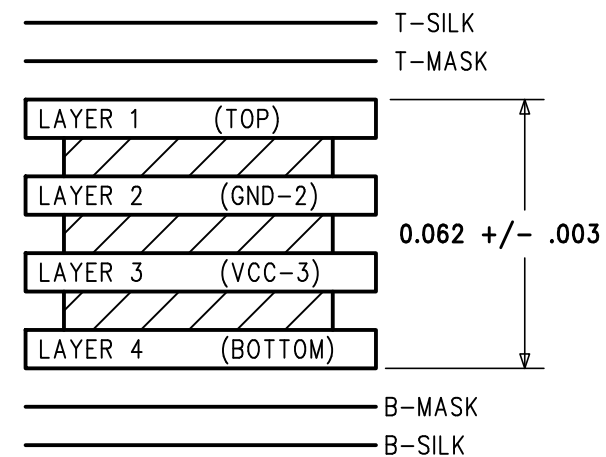 T-SILK
T-MASK
LAYER 1 (TOP)
LAYER 2 (GND-2)
0.062 +/- .003
LAYER 3 (VCC-3)
LAYER 4 (BOTTOM)
B-MASK
B-SILK